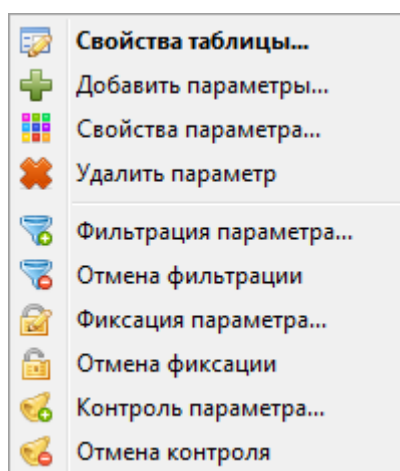 Свойства таблицы...
Добавить параметры...
Свойства параметра...
Удалить параметр
Фильтрация параметра...
Отмена фильтрации
Фиксация параметра...
Отмена фиксации
Контроль параметра...
Отмена контроля